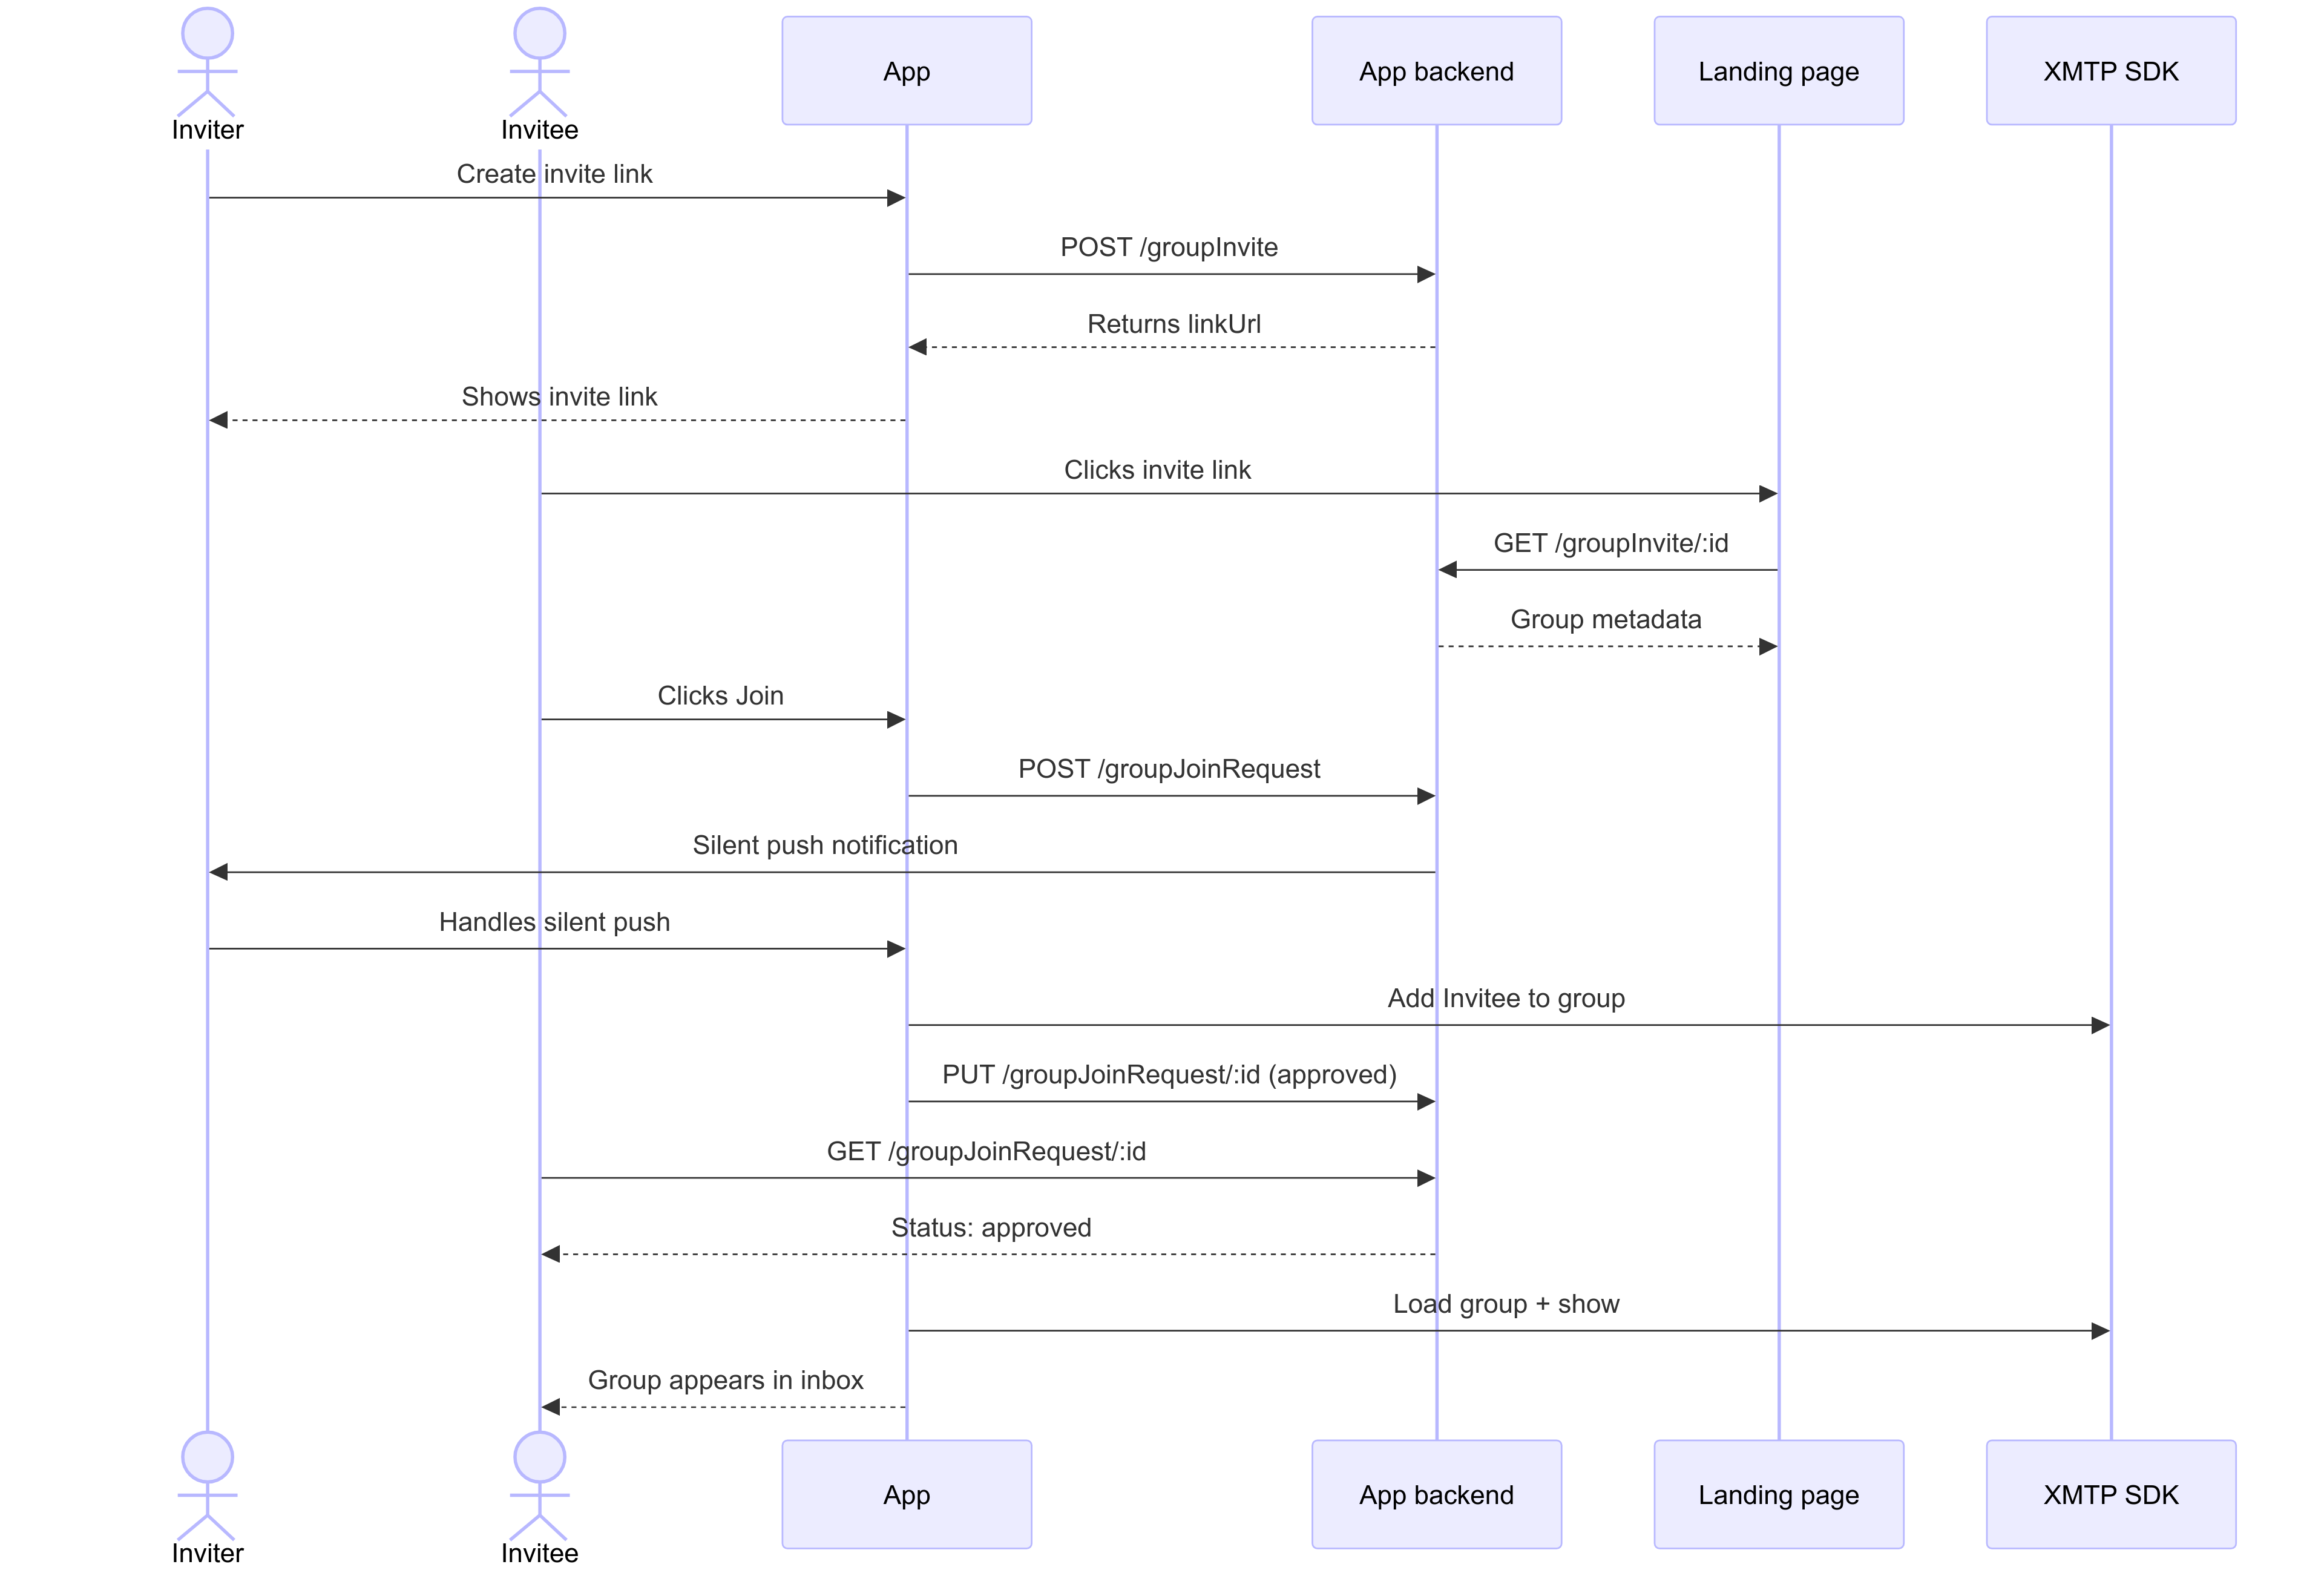 Inviter
Invitee
App
App backend
Landing page
XMTP SDK
Create invite link
POST /groupInvite
Returns linkUrl
Shows invite link
Clicks invite link
GET /groupInvite/:id
Group metadata
Clicks Join
POST /groupJoinRequest
Silent push notification
Handles silent push
Add Invitee to group
PUT /groupJoinRequest/:id (approved)
GET /groupJoinRequest/:id
Status: approved
Load group + show
Group appears in inbox
Inviter
Invitee
App
App backend
Landing page
XMTP SDK